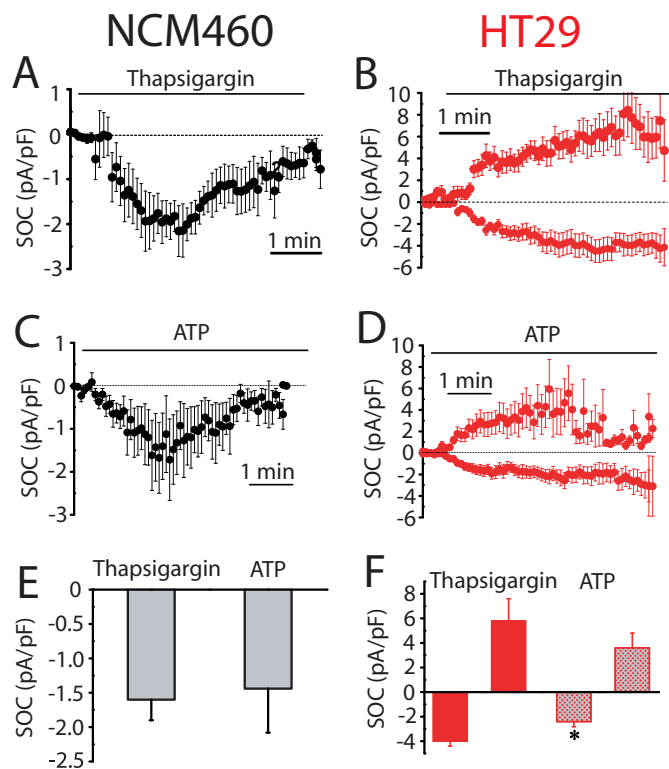 NCM460
HT29
A
Thapsigargin
SOC (pA/pF)
1
0
-1
-2
-3
1 min
B
Thapsigargin
SOC (pA/pF)
10
8
6
4
2
0
-2
-4
-6
1 min
C
ATP
SOC (pA/pF)
1
0
-1
-2
-3
1 min
D
ATP
SOC (pA/pF)
10
8
6
4
2
0
-2
-4
-6
1 min
E
Thapsigargin ATP
SOC (pA/pF)
0
-0.5
-1.0
-1.5
-2.0
-2.5
F
Thapsigargin ATP
SOC (pA/pF)
8
6
4
2
0
-2
-4
*